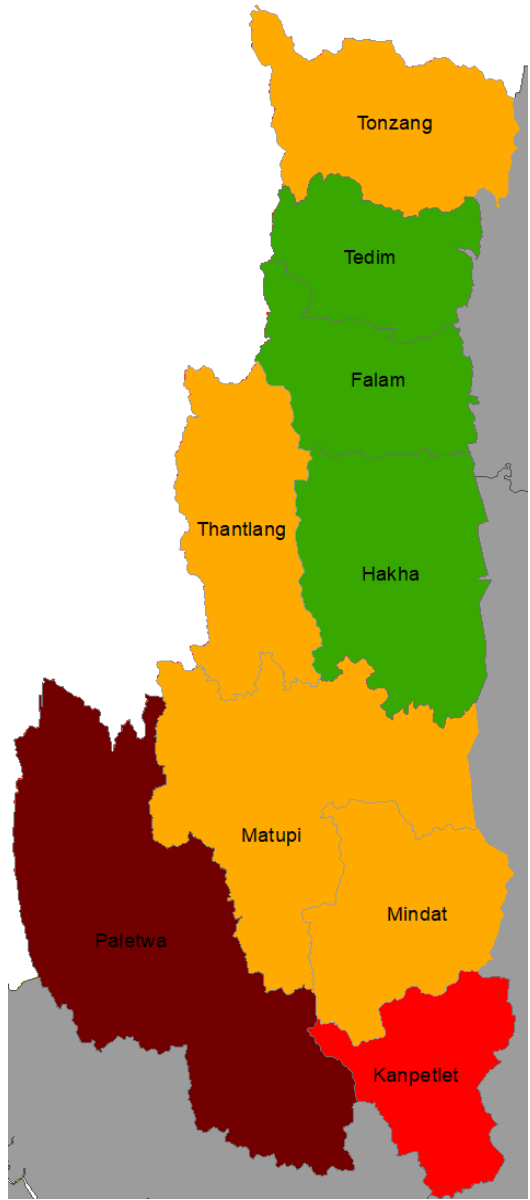 Tonzang
Tedim
Falam
Thantlang
Hakha
Matupi
Mindat
Paletwa
Kanpetlet